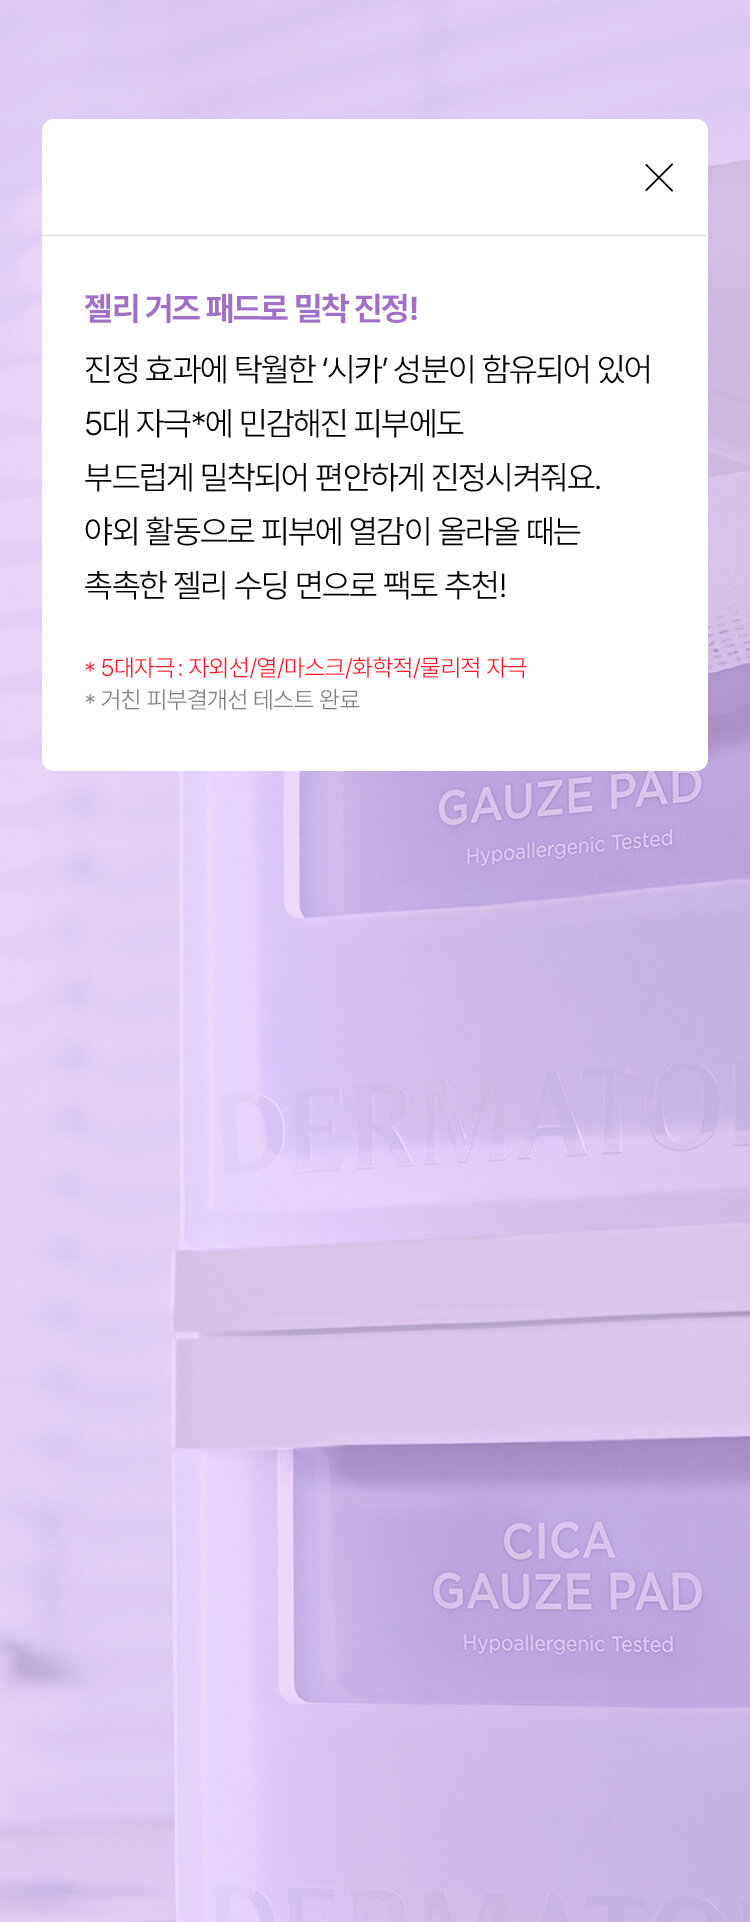 젤리 거즈 패드로 밀착 진정!
진정 효과에 탁월한 ‘시카’ 성분이 함유되어 있어
5대 자극*에 민감해진 피부에도
부드럽게 밀착되어 편안하게 진정시켜줘요.
야외 활동으로 피부에 열감이 올라올 때는
촉촉한 젤리 수딩 면으로 팩토 추천!
* 5대자극 : 자외선/열/마스크/화학적/물리적 자극
* 거친 피부결개선 테스트 완료
GAUZE PAD
Hypoallergenic Tested
DERMATO
CICA
GAUZE PAD
Hypoallergenic Tested
DERMATO